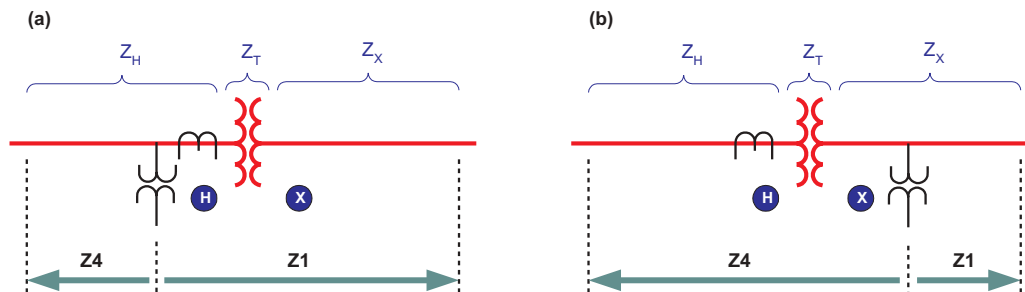 (a)
Z_H Z_T Z_X
H X
Z4 Z1
(b)
Z_H Z_T Z_X
H X
Z4 Z1